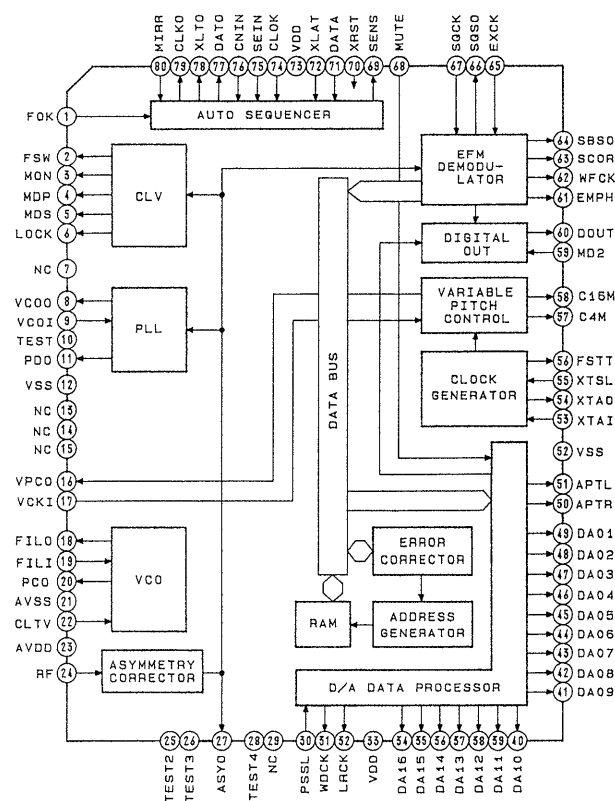 MIRR
CLKO
XLTO
DATO
CNIN
SEIN
CLOK
VDD
XLAT
DATA
XRST
SENS
MUTE
SQCK
SQSO
EXCK
80 79 78 77 76 75 74 73 72 71 70 69 68 67 66 65
FOK 1
AUTO SEQUENCER
FSW 2
MON 3
MDP 4
MDS 5
LOCK 6
CLV
NC 7
VCOO 8
VCOI 9
TEST 10
PDO 11
PLL
VSS 12
NC 13
NC 14
NC 15
VPCO 16
VCKI 17
FILO 18
FILI 19
PCO 20
AVSS 21
CLTV 22
VCO
AVDD 23
RF 24
ASYMMETRY
CORRECTOR
DATA BUS
EFM
DEMODU-
LATOR
64 SBSO
63 SCOR
62 WFCK
61 EMPH
DIGITAL
OUT
60 DOUT
59 MD2
VARIABLE
PITCH
CONTROL
58 C16M
57 C4M
CLOCK
GENERATOR
56 FSTT
55 XTSL
54 XTAO
53 XTAI
52 VSS
51 APTL
50 APTR
ERROR
CORRECTOR
RAM
ADDRESS
GENERATOR
D/A DATA PROCESSOR
49 DA01
48 DA02
47 DA03
46 DA04
45 DA05
44 DA06
43 DA07
42 DA08
41 DA09
25 26 27 28 29 30 31 32 33 34 35 36 37 38 39 40
TEST2
TEST3
ASYO
TEST4
NC
PSSL
WDCK
LRCK
VDD
DA16
DA15
DA14
DA13
DA12
DA11
DA10